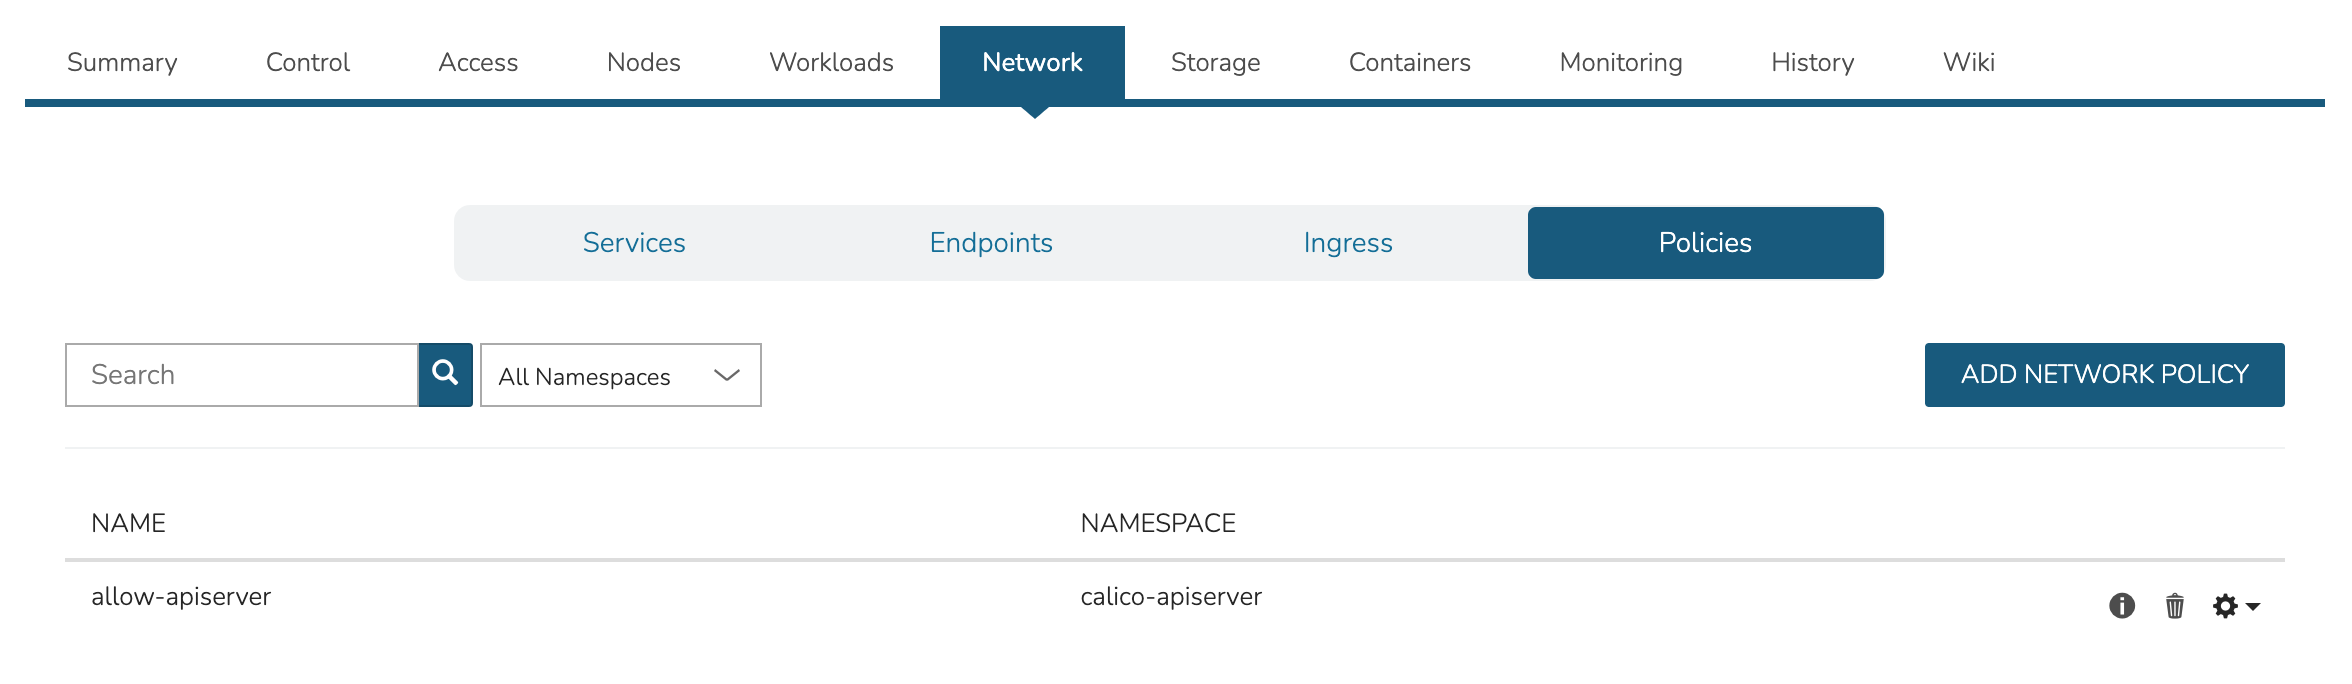 Summary Control Access Nodes Workloads Network Storage Containers Monitoring History Wiki
Services Endpoints Ingress Policies
Search All Namespaces ADD NETWORK POLICY
NAME NAMESPACE
allow-apiserver calico-apiserver